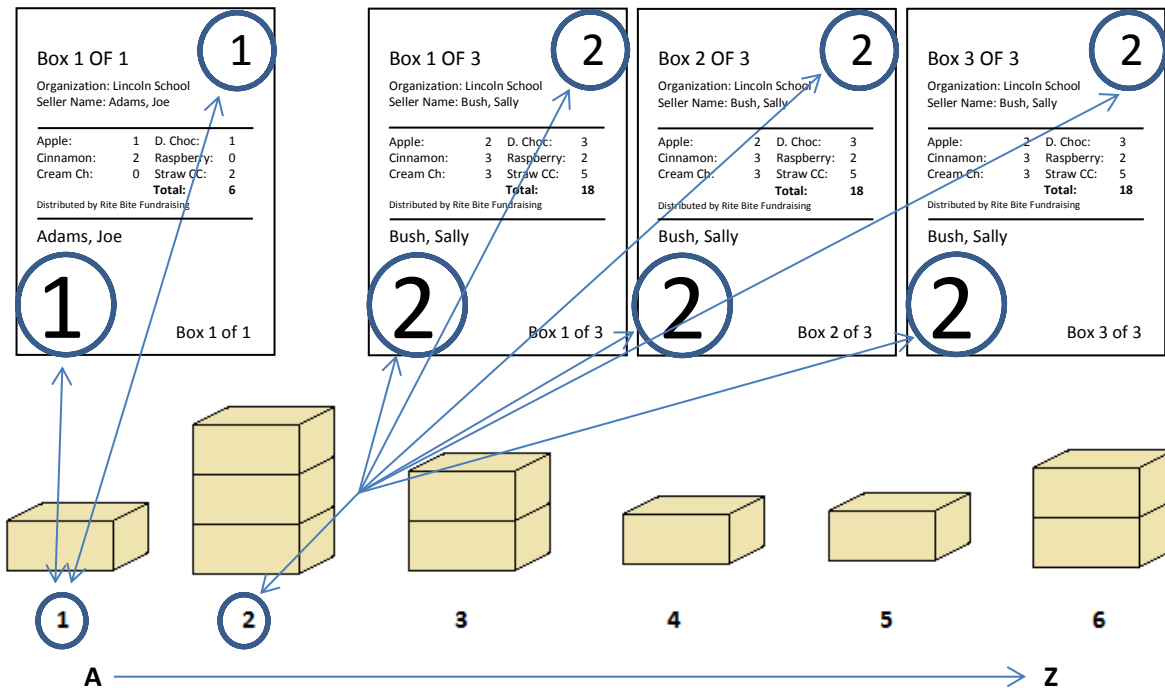 Box 1 OF 1
1
Organization: Lincoln School
Seller Name: Adams, Joe
Apple: 1 D. Choc: 1
Cinnamon: 2 Raspberry: 0
Cream Ch: 0 Straw CC: 2
Total: 6
Distributed by Rite Bite Fundraising
Adams, Joe
1
Box 1 of 1
Box 1 OF 3
2
Organization: Lincoln School
Seller Name: Bush, Sally
Apple: 2 D. Choc: 3
Cinnamon: 3 Raspberry: 2
Cream Ch: 3 Straw CC: 5
Total: 18
Distributed by Rite Bite Fundraising
Bush, Sally
2
Box 1 of 3
Box 2 OF 3
2
Organization: Lincoln School
Seller Name: Bush, Sally
Apple: 2 D. Choc: 3
Cinnamon: 3 Raspberry: 2
Cream Ch: 3 Straw CC: 5
Total: 18
Distributed by Rite Bite Fundraising
Bush, Sally
2
Box 2 of 3
Box 3 OF 3
2
Organization: Lincoln School
Seller Name: Bush, Sally
Apple: 2 D. Choc: 3
Cinnamon: 3 Raspberry: 2
Cream Ch: 3 Straw CC: 5
Total: 18
Distributed by Rite Bite Fundraising
Bush, Sally
2
Box 3 of 3
1 2 3 4 5 6
A Z